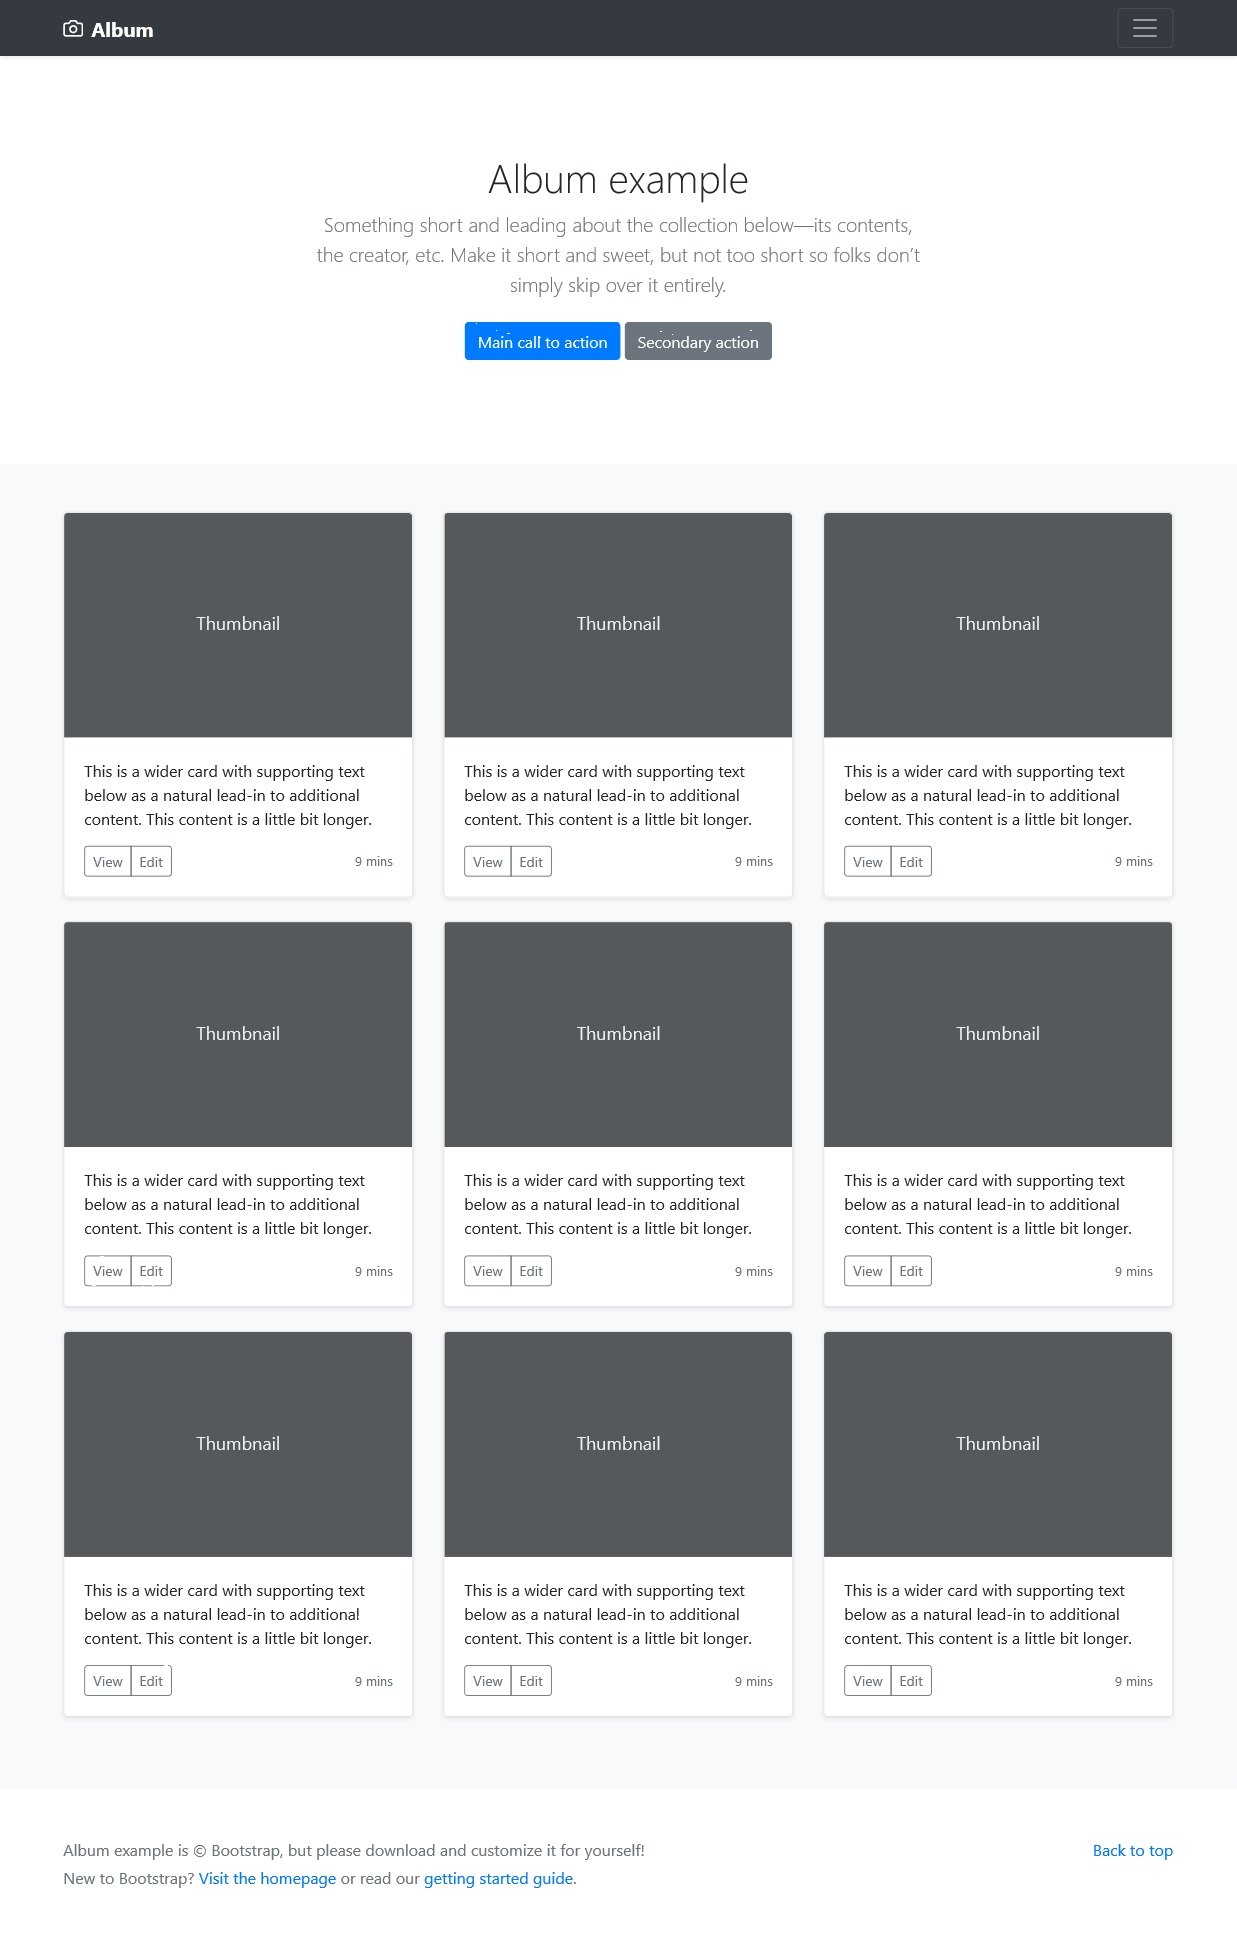 Album
Album example
Something short and leading about the collection below—its contents,
the creator, etc. Make it short and sweet, but not too short so folks don’t
simply skip over it entirely.
Main call to action Secondary action
Thumbnail Thumbnail Thumbnail
This is a wider card with supporting text
below as a natural lead-in to additional
content. This content is a little bit longer.
View Edit 9 mins
This is a wider card with supporting text
below as a natural lead-in to additional
content. This content is a little bit longer.
View Edit 9 mins
This is a wider card with supporting text
below as a natural lead-in to additional
content. This content is a little bit longer.
View Edit 9 mins
Thumbnail Thumbnail Thumbnail
This is a wider card with supporting text
below as a natural lead-in to additional
content. This content is a little bit longer.
View Edit 9 mins
This is a wider card with supporting text
below as a natural lead-in to additional
content. This content is a little bit longer.
View Edit 9 mins
This is a wider card with supporting text
below as a natural lead-in to additional
content. This content is a little bit longer.
View Edit 9 mins
Thumbnail Thumbnail Thumbnail
This is a wider card with supporting text
below as a natural lead-in to additional
content. This content is a little bit longer.
View Edit 9 mins
This is a wider card with supporting text
below as a natural lead-in to additional
content. This content is a little bit longer.
View Edit 9 mins
This is a wider card with supporting text
below as a natural lead-in to additional
content. This content is a little bit longer.
View Edit 9 mins
Album example is © Bootstrap, but please download and customize it for yourself! Back to top
New to Bootstrap? Visit the homepage or read our getting started guide.